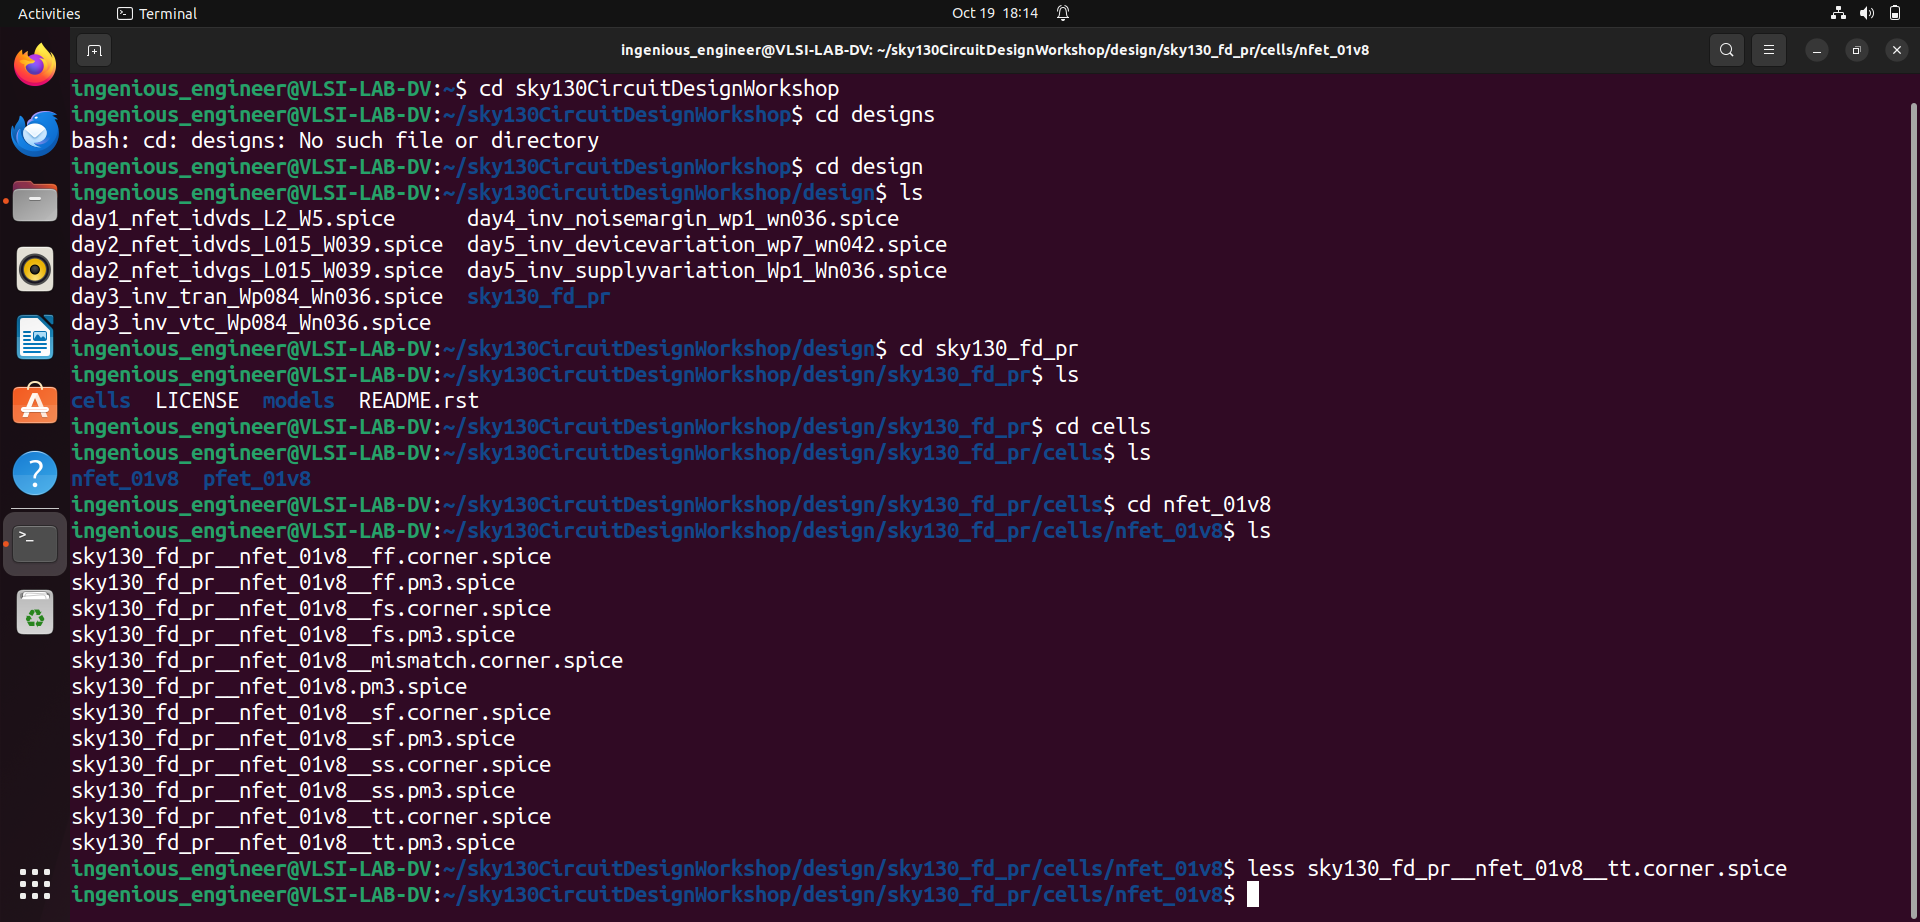 Activities
Terminal
Oct 19 18:14
ingenious_engineer@VLSI-LAB-DV: ~/sky130CircuitDesignWorkshop/design/sky130_fd_pr/cells/nfet_01v8
ingenious_engineer@VLSI-LAB-DV:~$ cd sky130CircuitDesignWorkshop
ingenious_engineer@VLSI-LAB-DV:~/sky130CircuitDesignWorkshop$ cd designs
bash: cd: designs: No such file or directory
ingenious_engineer@VLSI-LAB-DV:~/sky130CircuitDesignWorkshop$ cd design
ingenious_engineer@VLSI-LAB-DV:~/sky130CircuitDesignWorkshop/design$ ls
day1_nfet_idvds_L2_W5.spice      day4_inv_noisemargin_wp1_wn036.spice
day2_nfet_idvds_L015_W039.spice  day5_inv_devicevariation_wp7_wn042.spice
day2_nfet_idvgs_L015_W039.spice  day5_inv_supplyvariation_Wp1_Wn036.spice
day3_inv_tran_Wp084_Wn036.spice  sky130_fd_pr
day3_inv_vtc_Wp084_Wn036.spice
ingenious_engineer@VLSI-LAB-DV:~/sky130CircuitDesignWorkshop/design$ cd sky130_fd_pr
ingenious_engineer@VLSI-LAB-DV:~/sky130CircuitDesignWorkshop/design/sky130_fd_pr$ ls
cells  LICENSE  models  README.rst
ingenious_engineer@VLSI-LAB-DV:~/sky130CircuitDesignWorkshop/design/sky130_fd_pr$ cd cells
ingenious_engineer@VLSI-LAB-DV:~/sky130CircuitDesignWorkshop/design/sky130_fd_pr/cells$ ls
nfet_01v8  pfet_01v8
ingenious_engineer@VLSI-LAB-DV:~/sky130CircuitDesignWorkshop/design/sky130_fd_pr/cells$ cd nfet_01v8
ingenious_engineer@VLSI-LAB-DV:~/sky130CircuitDesignWorkshop/design/sky130_fd_pr/cells/nfet_01v8$ ls
sky130_fd_pr__nfet_01v8__ff.corner.spice
sky130_fd_pr__nfet_01v8__ff.pm3.spice
sky130_fd_pr__nfet_01v8__fs.corner.spice
sky130_fd_pr__nfet_01v8__fs.pm3.spice
sky130_fd_pr__nfet_01v8__mismatch.corner.spice
sky130_fd_pr__nfet_01v8.pm3.spice
sky130_fd_pr__nfet_01v8__sf.corner.spice
sky130_fd_pr__nfet_01v8__sf.pm3.spice
sky130_fd_pr__nfet_01v8__ss.corner.spice
sky130_fd_pr__nfet_01v8__ss.pm3.spice
sky130_fd_pr__nfet_01v8__tt.corner.spice
sky130_fd_pr__nfet_01v8__tt.pm3.spice
ingenious_engineer@VLSI-LAB-DV:~/sky130CircuitDesignWorkshop/design/sky130_fd_pr/cells/nfet_01v8$ less sky130_fd_pr__nfet_01v8__tt.corner.spice
ingenious_engineer@VLSI-LAB-DV:~/sky130CircuitDesignWorkshop/design/sky130_fd_pr/cells/nfet_01v8$